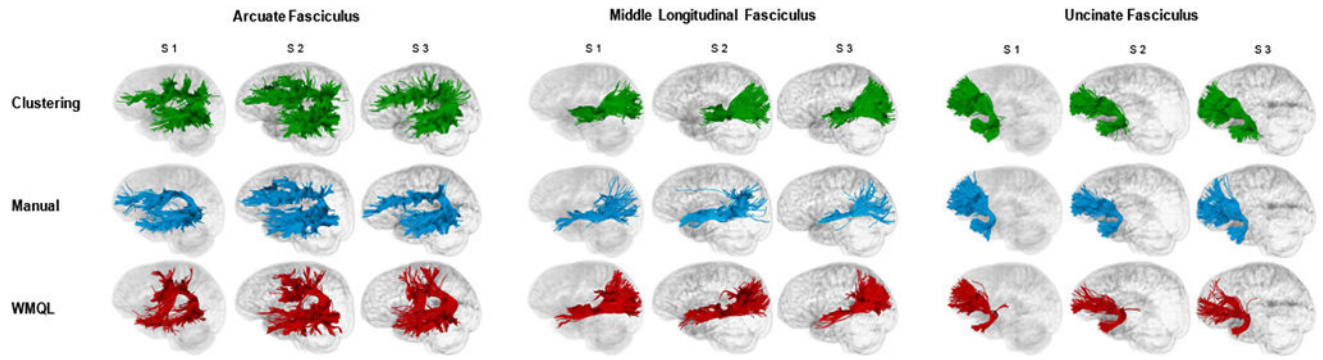 Arcuate Fasciculus Middle Longitudinal Fasciculus Uncinate Fasciculus
S 1 S 2 S 3 S 1 S 2 S 3 S 1 S 2 S 3
Clustering
Manual
WMQL